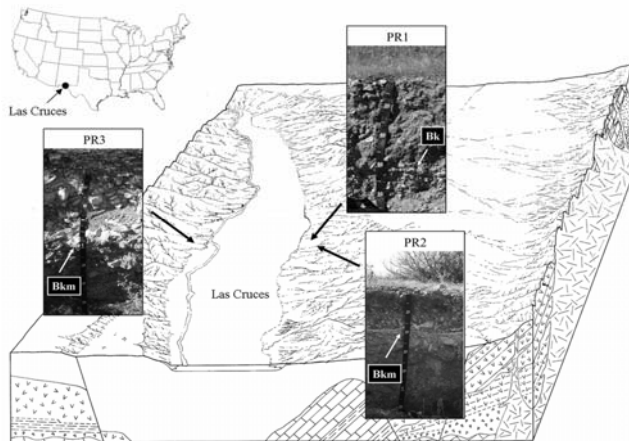 Las Cruces
PR1
Bk
PR3
Bkm
Las Cruces
PR2
Bkm